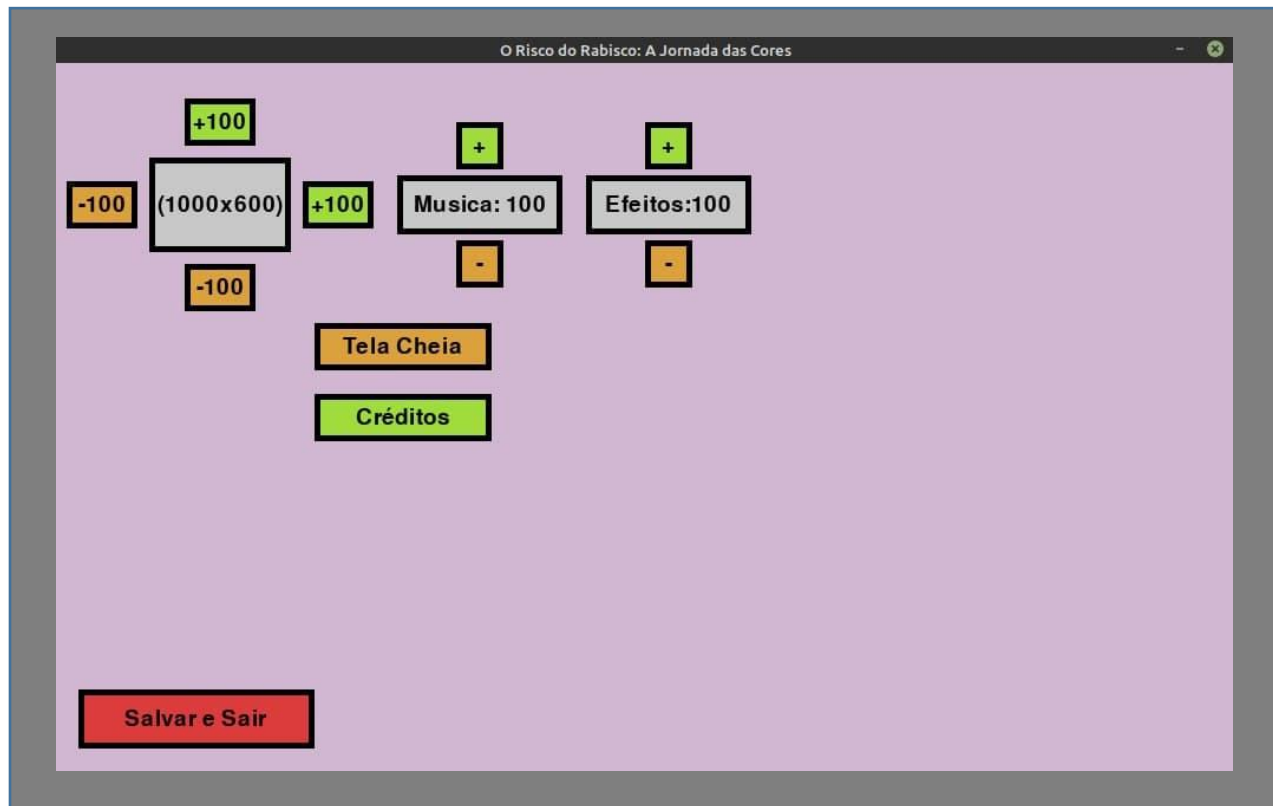 O Risco do Rabisco: A Jornada das Cores
+100
-100
(1000x600)
+100
-100
+
Musica: 100
-
+
Efeitos:100
-
Tela Cheia
Créditos
Salvar e Sair